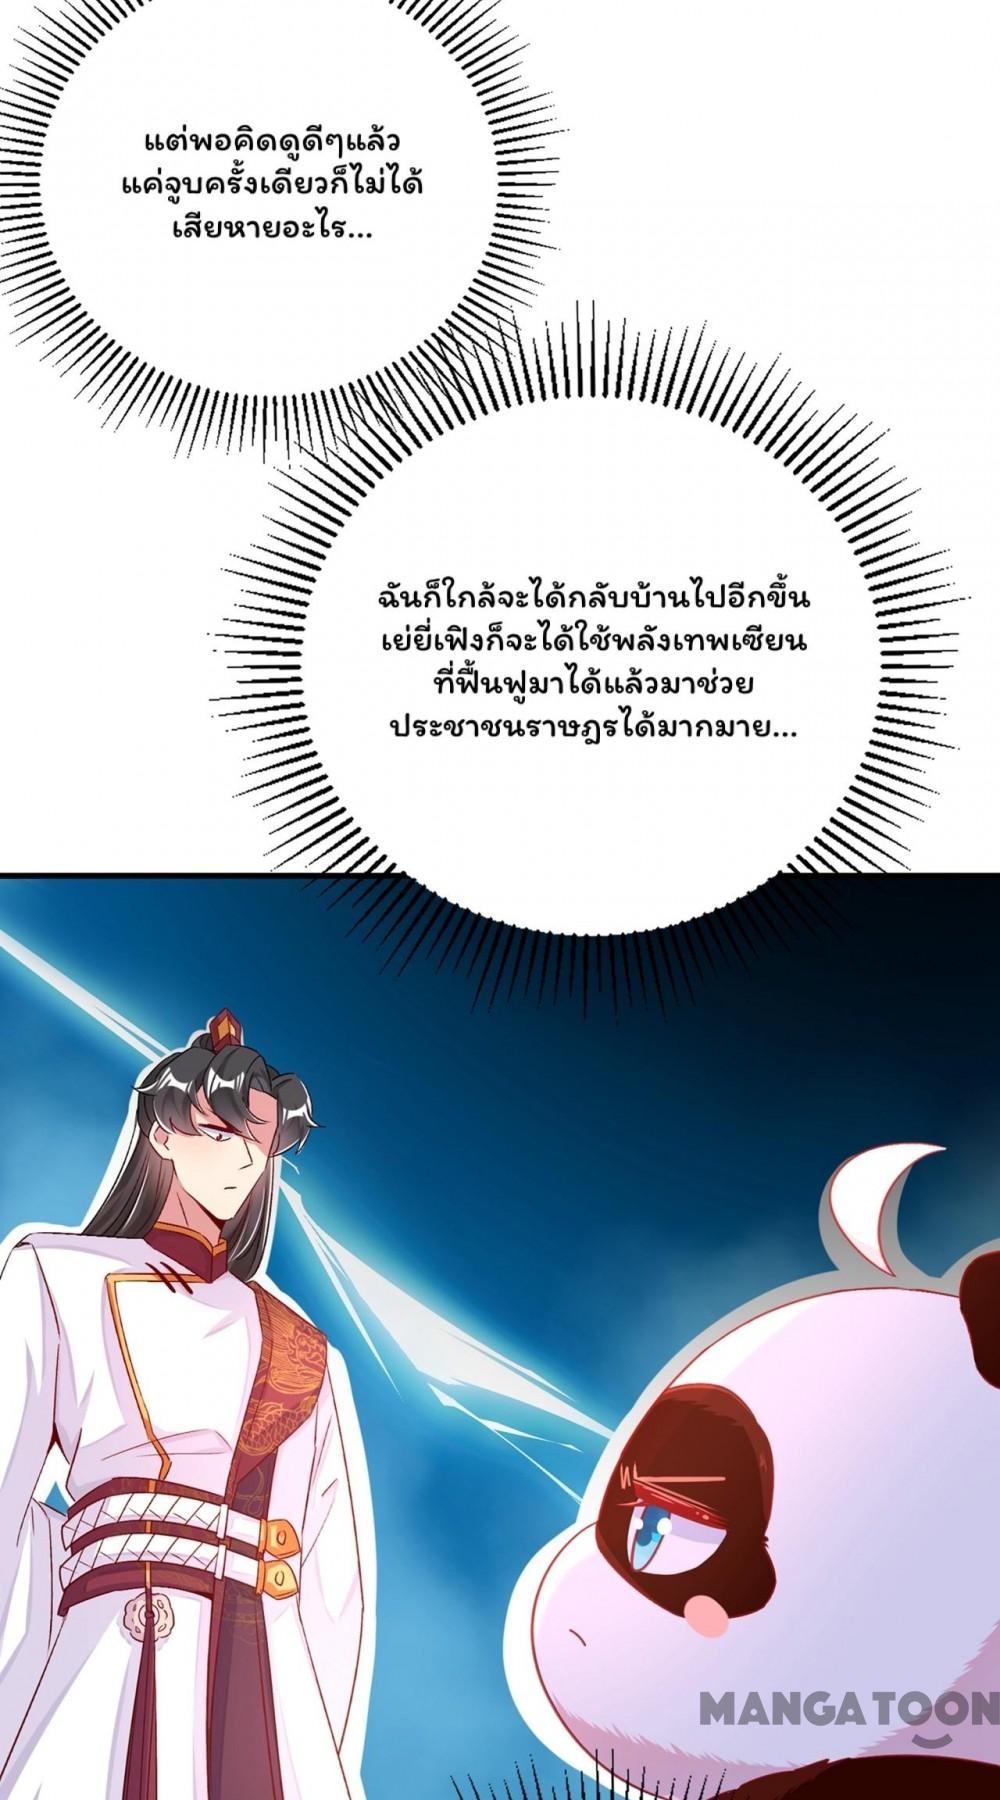 แต่พอคิดดูดีๆแล้ว
แค่จูบครั้งเดียวก็ไม่ได้
เสียหายอะไร...
ฉันก็ใกล้จะได้กลับบ้านไปอีกขึ้น
เย่ยี่เฟิงก็จะได้ใช้พลังเทพเซียน
ที่ฟื้นฟูมาได้แล้วมาช่วย
ประชาชนราษฎรได้มากมาย...
MANGATOON